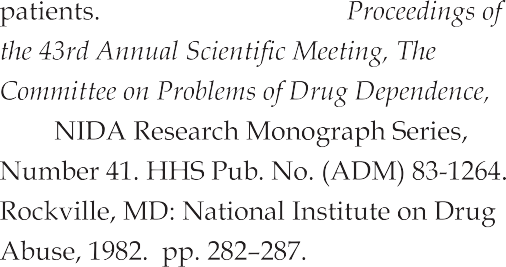 patients. Proceedings of
the 43rd Annual Scientific Meeting, The
Committee on Problems of Drug Dependence,
NIDA Research Monograph Series,
Number 41. HHS Pub. No. (ADM) 83-1264.
Rockville, MD: National Institute on Drug
Abuse, 1982.  pp. 282–287.